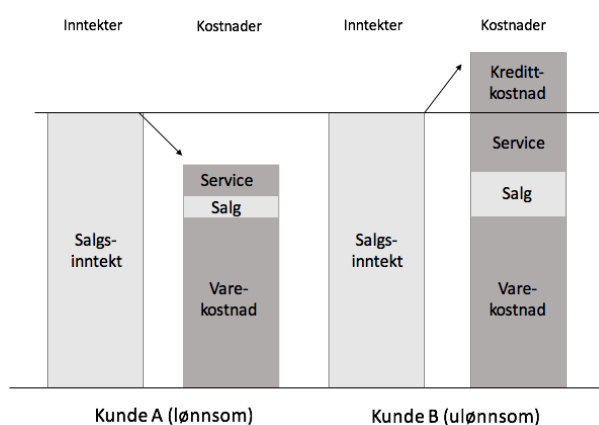 Inntekter
Kostnader
Inntekter
Kostnader
Salgs-
inntekt
Service
Salg
Vare-
kostnad
Salgs-
inntekt
Kreditt-
kostnad
Service
Salg
Vare-
kostnad
Kunde A (lønnsom)
Kunde B (ulønnsom)